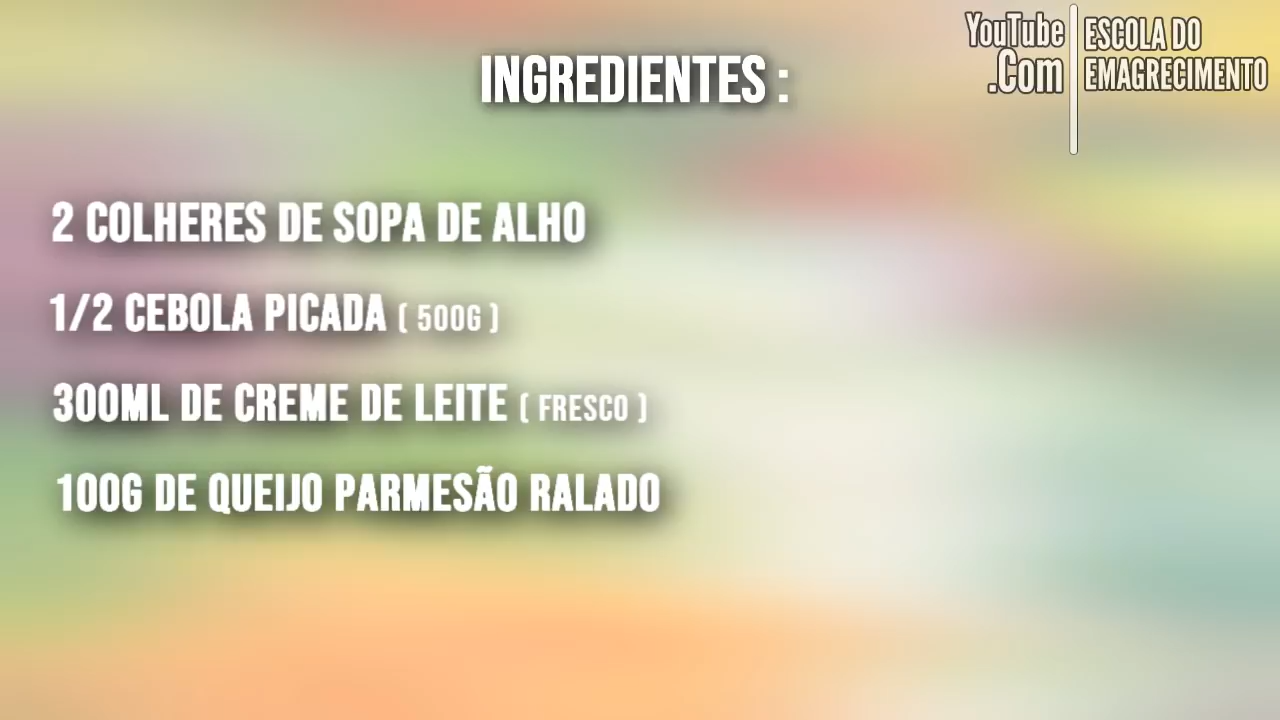 YouTube
.Com
ESCOLA DO
EMAGRECIMENTO
INGREDIENTES :
2 COLHERES DE SOPA DE ALHO
1/2 CEBOLA PICADA ( 500G )
300ML DE CREME DE LEITE ( FRESCO )
100G DE QUEIJO PARMESÃO RALADO